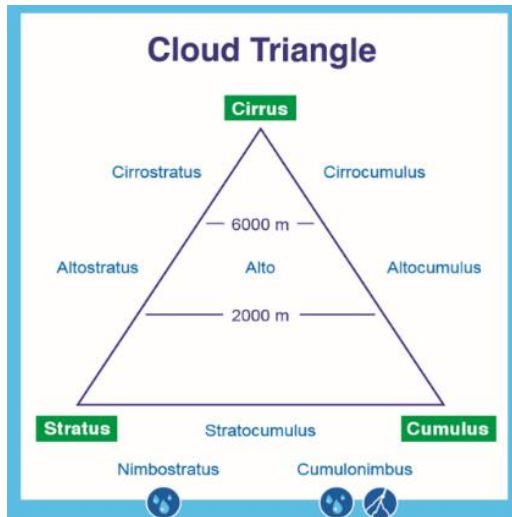 Cloud Triangle
Cirrus
Cirrostratus Cirrocumulus
6000 m
Altostratus Alto Altocumulus
2000 m
Stratus Stratocumulus Cumulus
Nimbostratus Cumulonimbus